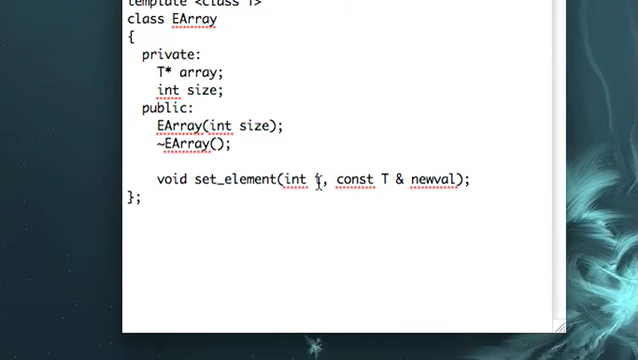 template <class T>
class EArray
{
private:
T* array;
int size;
public:
EArray(int size);
~EArray();
void set_element(int i, const T & newval);
};